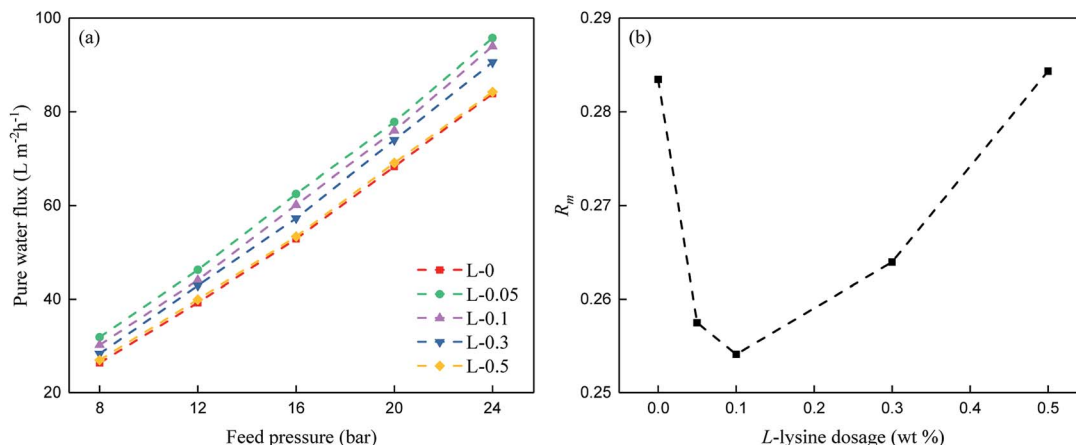 (a)
Pure water flux (L m⁻²h⁻¹)
100
80
60
40
20
8 12 16 20 24
Feed pressure (bar)
L-0
L-0.05
L-0.1
L-0.3
L-0.5
(b)
Rₘ
0.29
0.28
0.27
0.26
0.25
0.0 0.1 0.2 0.3 0.4 0.5
L-lysine dosage (wt %)